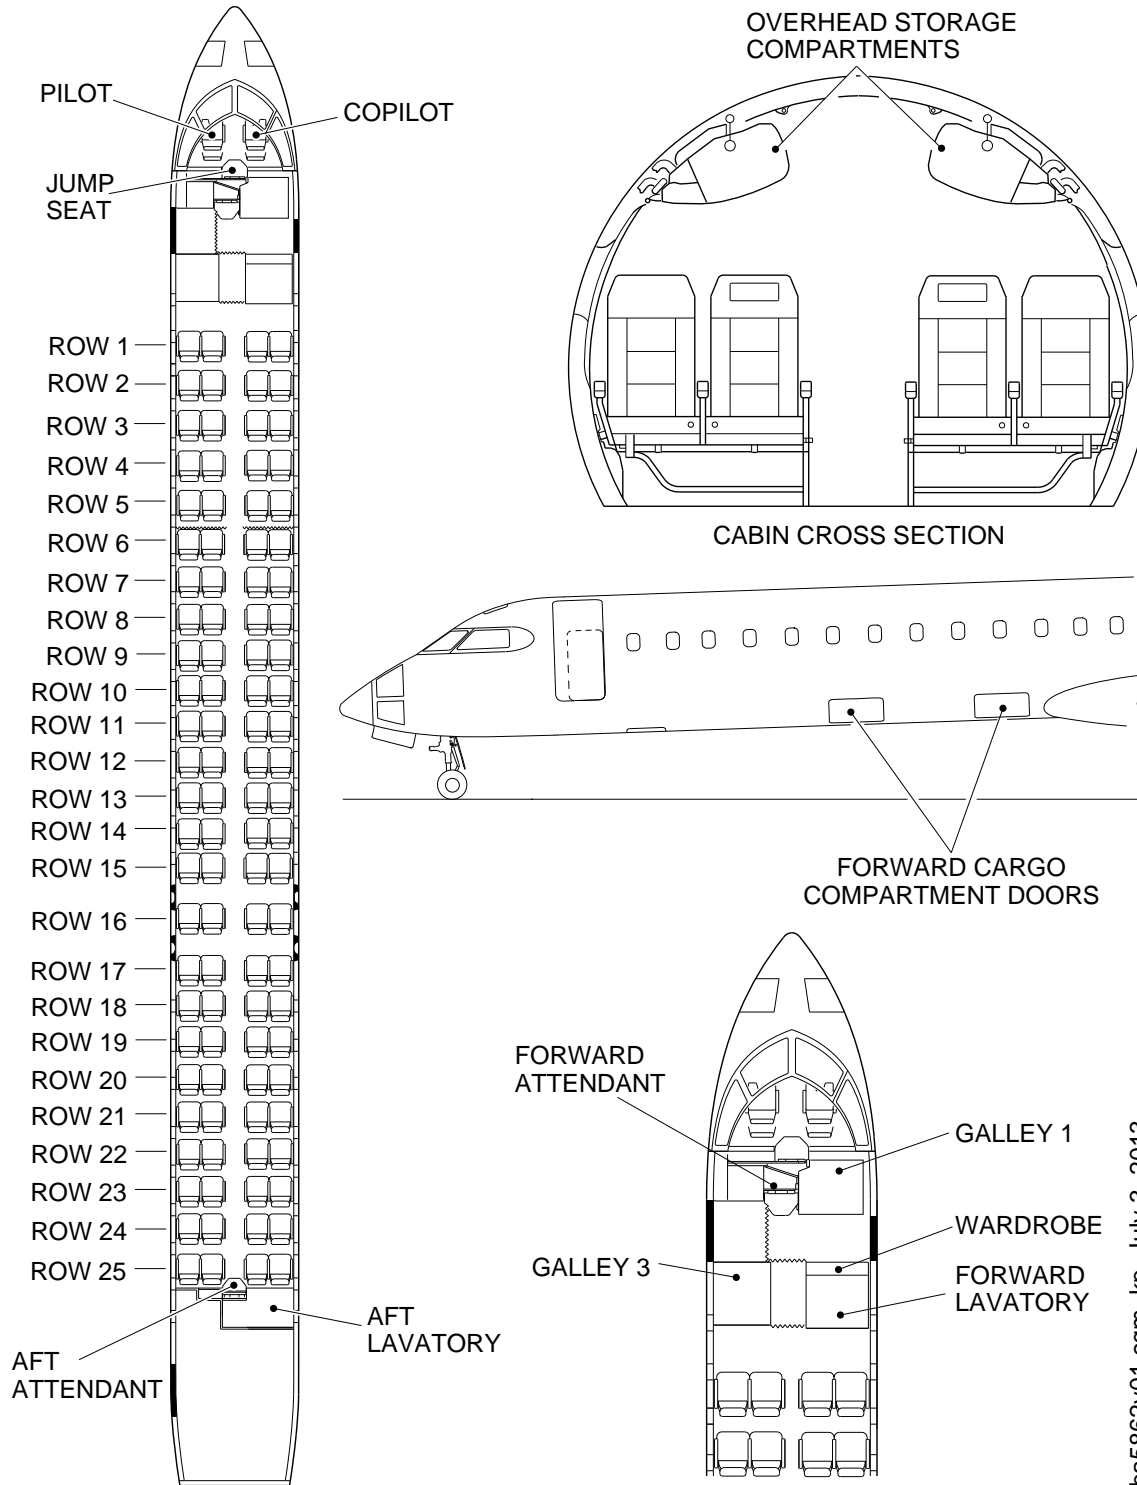 PILOT
COPILOT
JUMP
SEAT
ROW 1
ROW 2
ROW 3
ROW 4
ROW 5
ROW 6
ROW 7
ROW 8
ROW 9
ROW 10
ROW 11
ROW 12
ROW 13
ROW 14
ROW 15
ROW 16
ROW 17
ROW 18
ROW 19
ROW 20
ROW 21
ROW 22
ROW 23
ROW 24
ROW 25
AFT
LAVATORY
AFT
ATTENDANT
OVERHEAD STORAGE
COMPARTMENTS
CABIN CROSS SECTION
FORWARD CARGO
COMPARTMENT DOORS
FORWARD
ATTENDANT
GALLEY 1
WARDROBE
GALLEY 3
FORWARD
LAVATORY